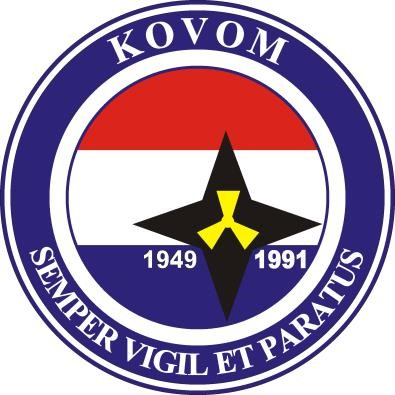 KOVOM
1949 1991
SEMPER VIGIL ET PARATUS